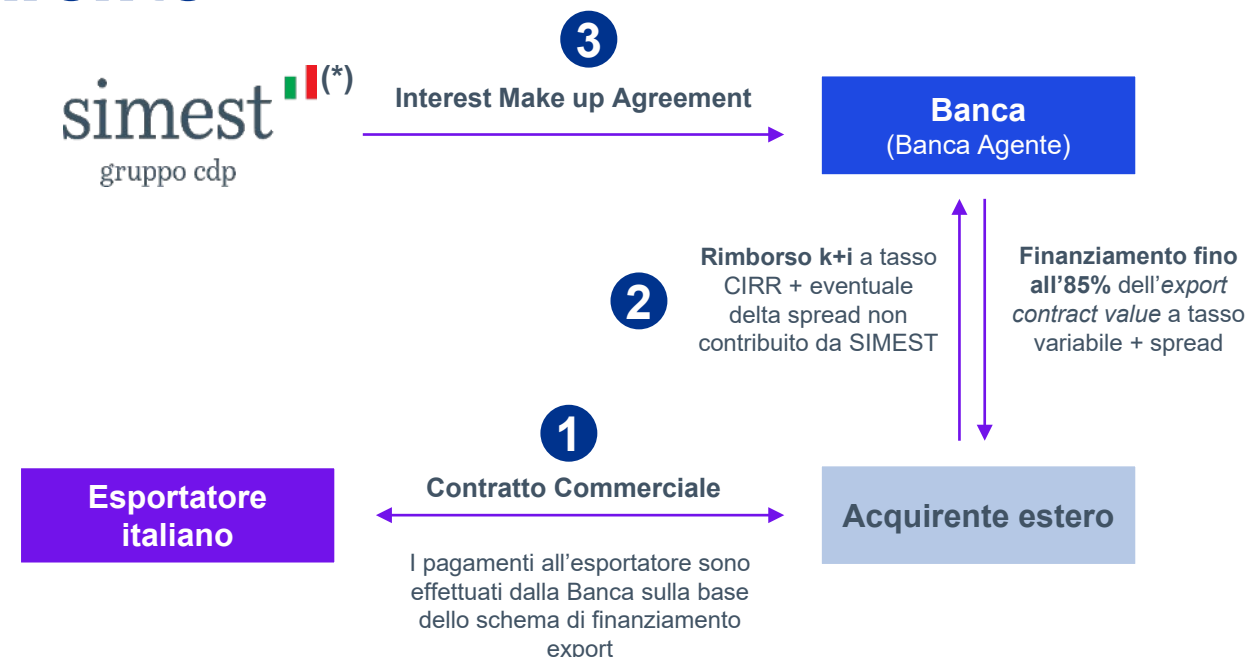 3
simest (*)
gruppo cdp
Interest Make up Agreement
Banca
(Banca Agente)
2
Rimborso k+i a tasso
CIRR + eventuale
delta spread non
contribuito da SIMEST
Finanziamento fino
all'85% dell'export
contract value a tasso
variabile + spread
1
Esportatore
italiano
Contratto Commerciale
Acquirente estero
I pagamenti all'esportatore sono
effettuati dalla Banca sulla base
dello schema di finanziamento
export